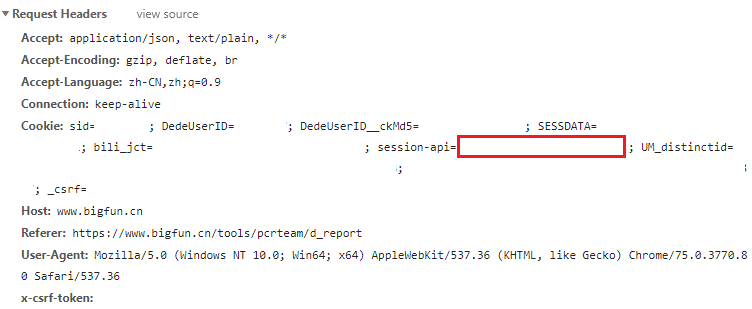 Request Headers view source
Accept: application/json, text/plain, */*
Accept-Encoding: gzip, deflate, br
Accept-Language: zh-CN,zh;q=0.9
Connection: keep-alive
Cookie: sid= ; DedeUserID= ; DedeUserID__ckMd5= ; SESSDATA=
; bili_jct= ; session-api= ; UM_distinctid=
; ;
; _csrf=
Host: www.bigfun.cn
Referer: https://www.bigfun.cn/tools/pcrteam/d_report
User-Agent: Mozilla/5.0 (Windows NT 10.0; Win64; x64) AppleWebKit/537.36 (KHTML, like Gecko) Chrome/75.0.3770.8
0 Safari/537.36
x-csrf-token: